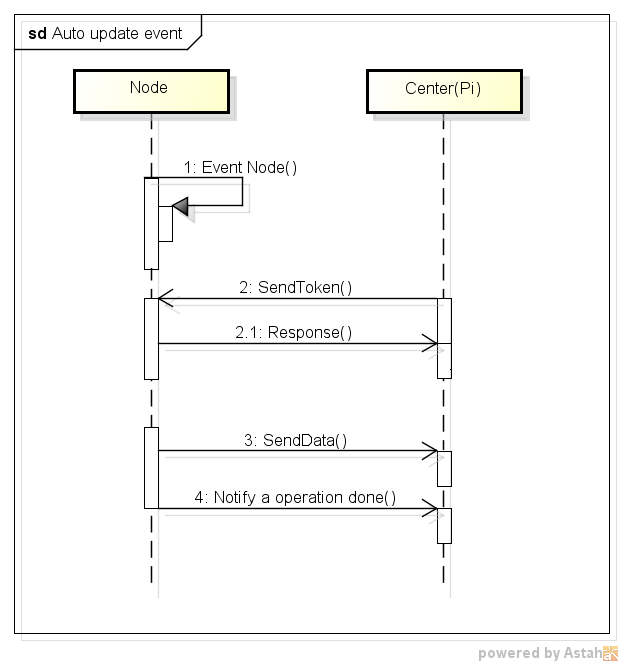 sd Auto update event
Node
Center(Pi)
1: Event Node()
2: SendToken()
2.1: Response()
3: SendData()
4: Notify a operation done()
powered by Astah